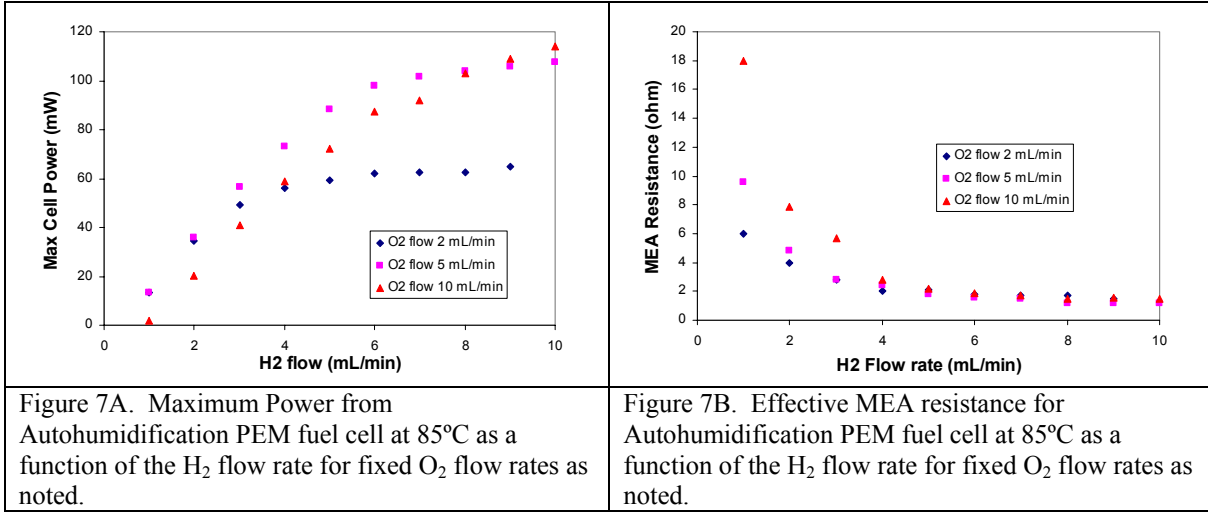 120
100
80
60
40
20
0
Max Cell Power (mW)
O2 flow 2 mL/min
O2 flow 5 mL/min
O2 flow 10 mL/min
0 2 4 6 8 10
H2 flow (mL/min)
20
18
16
14
12
10
8
6
4
2
0
MEA Resistance (ohm)
O2 flow 2 mL/min
O2 flow 5 mL/min
O2 flow 10 mL/min
0 2 4 6 8 10
H2 Flow rate (mL/min)
Figure 7A. Maximum Power from
Autohumidification PEM fuel cell at 85ºC as a
function of the H₂ flow rate for fixed O₂ flow rates as
noted.
Figure 7B. Effective MEA resistance for
Autohumidification PEM fuel cell at 85ºC as a
function of the H₂ flow rate for fixed O₂ flow rates as
noted.